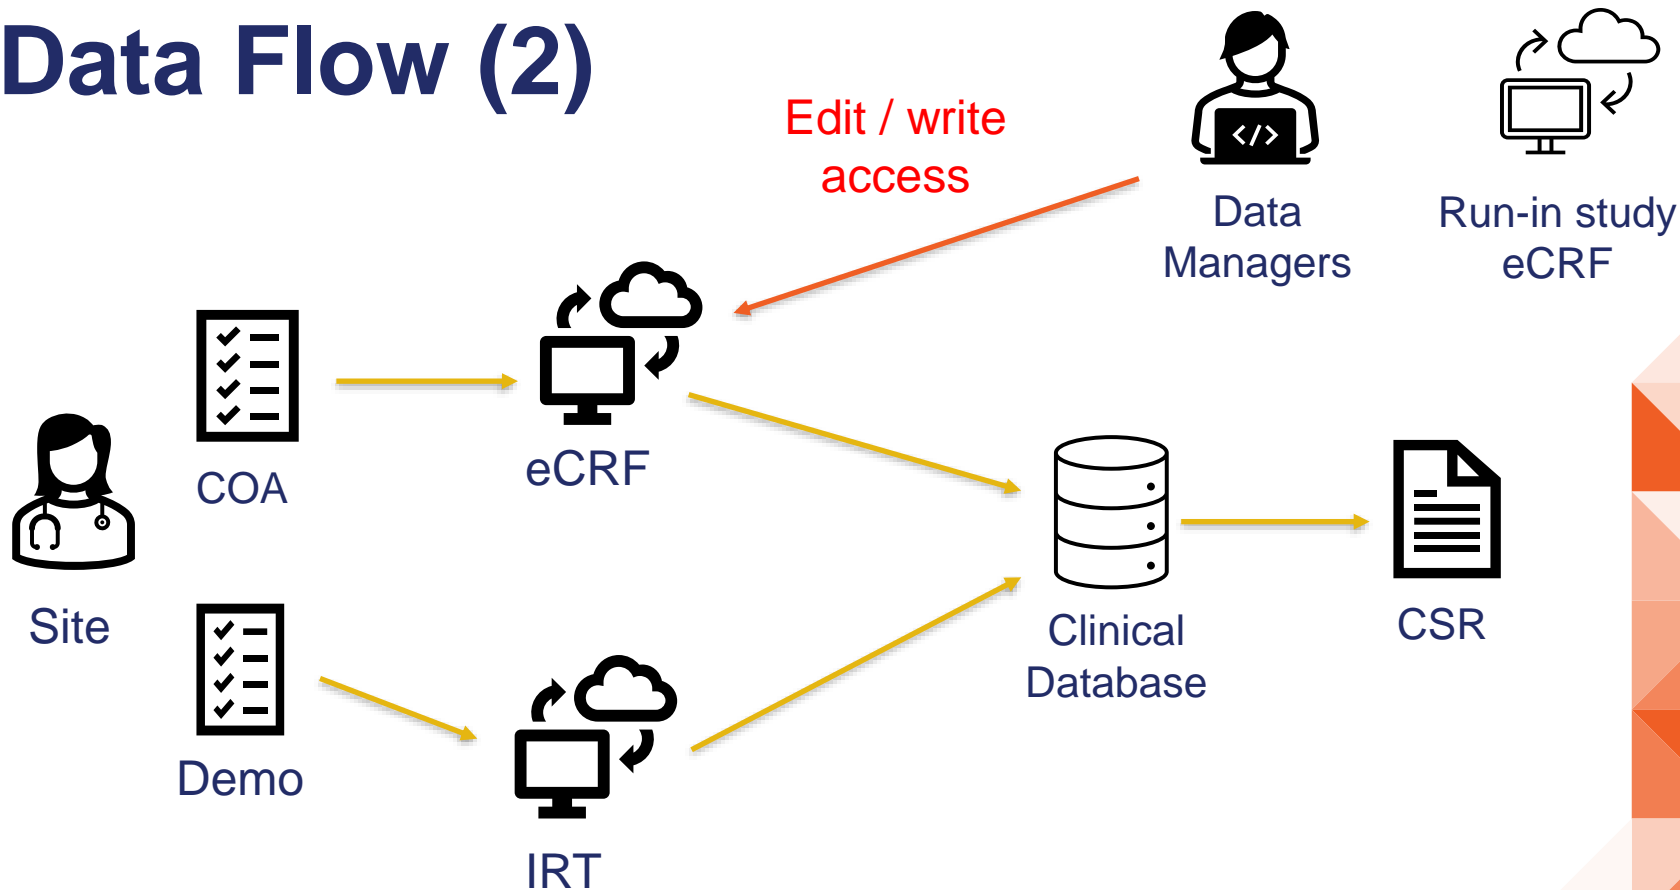 Data Flow (2)
Edit / write
access
Data
Managers
Run-in study
eCRF
</>
COA
eCRF
Site
Clinical
Database
CSR
Demo
IRT